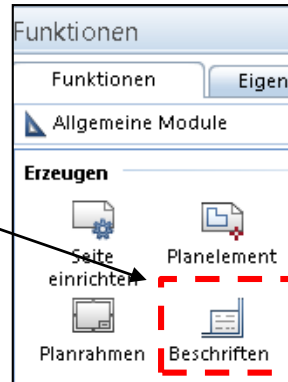 Funktionen
Funktionen Eigen
Allgemeine Module
Erzeugen
Seite einrichten
Planelement
Planrahmen
Beschriften